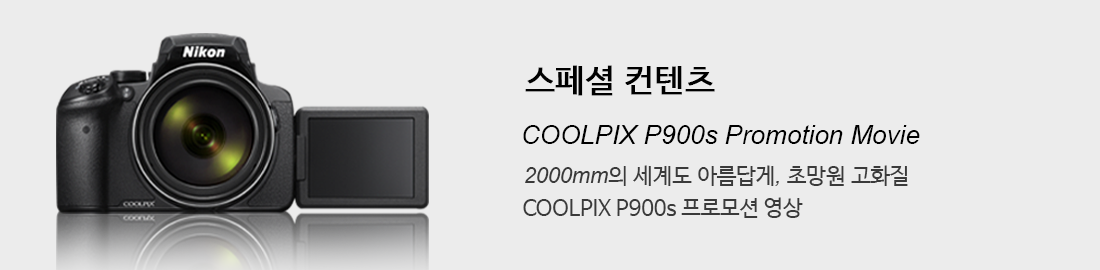 Nikon
COOLPIX
스페셜 컨텐츠
COOLPIX P900s Promotion Movie
2000mm의 세계도 아름답게, 초망원 고화질
COOLPIX P900s 프로모션 영상